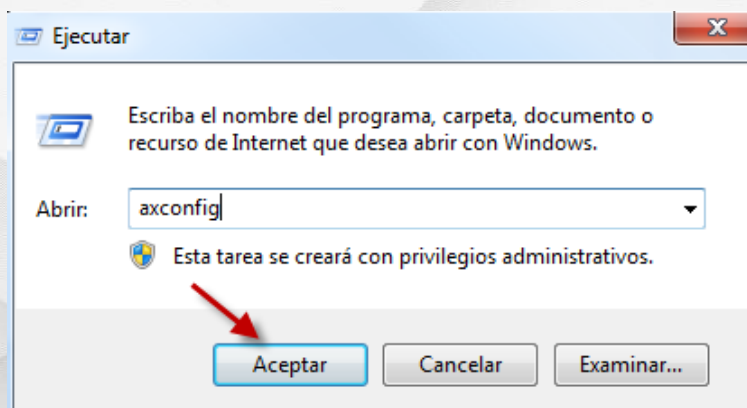 Ejecutar
Escriba el nombre del programa, carpeta, documento o
recurso de Internet que desea abrir con Windows.
Abrir: axconfig
Esta tarea se creará con privilegios administrativos.
Aceptar Cancelar Examinar...